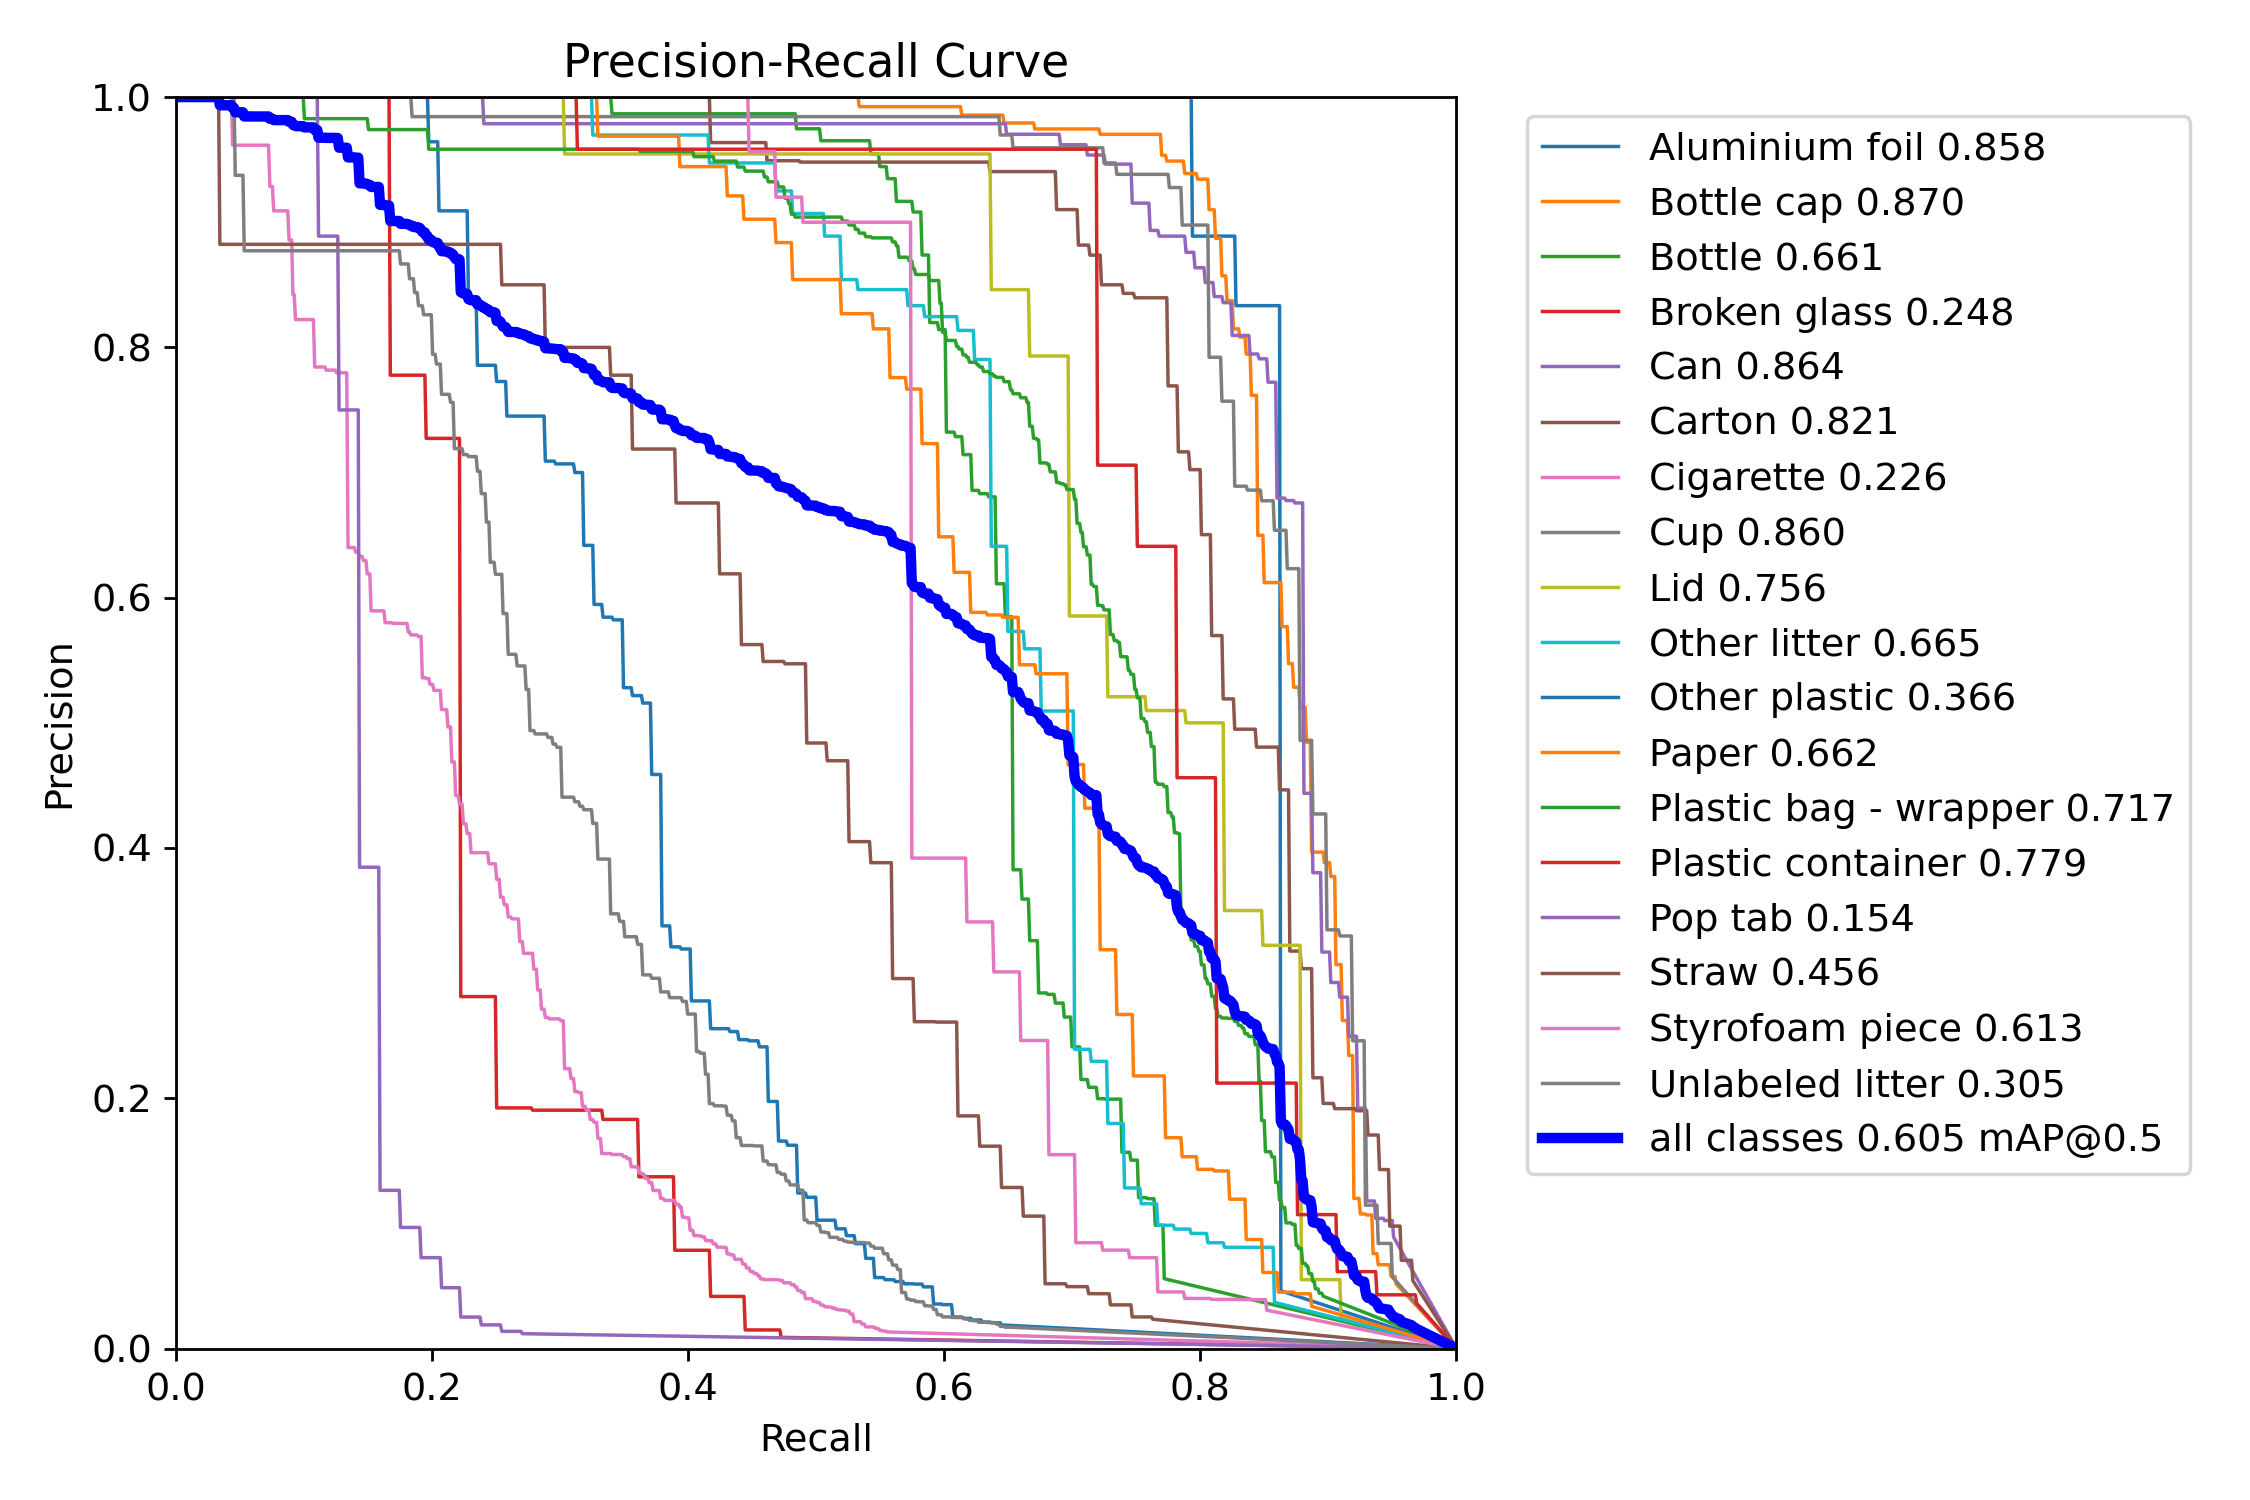 Precision-Recall Curve
1.0
0.8
0.6
0.4
0.2
0.0
Precision
0.0 0.2 0.4 0.6 0.8 1.0
Recall
Aluminium foil 0.858
Bottle cap 0.870
Bottle 0.661
Broken glass 0.248
Can 0.864
Carton 0.821
Cigarette 0.226
Cup 0.860
Lid 0.756
Other litter 0.665
Other plastic 0.366
Paper 0.662
Plastic bag - wrapper 0.717
Plastic container 0.779
Pop tab 0.154
Straw 0.456
Styrofoam piece 0.613
Unlabeled litter 0.305
all classes 0.605 mAP@0.5